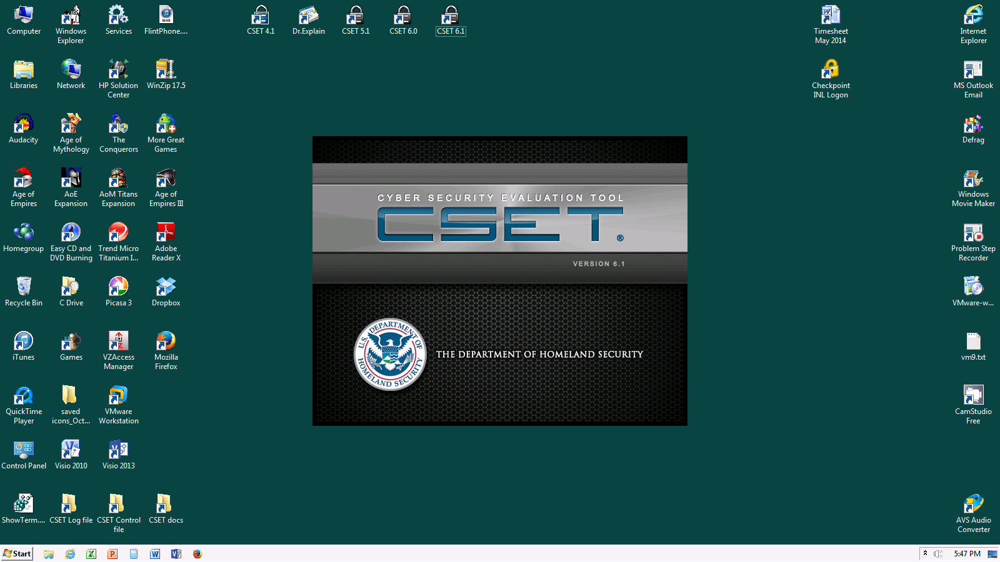 Computer
Windows
Explorer
Services
FlintPhone....
CSET 4.1
Dr.Explain
CSET 5.1
CSET 6.0
CSET 6.1
Timesheet
May 2014
Internet
Explorer
Libraries
Network
HP Solution
Center
WinZip 17.5
Checkpoint
INL Logon
MS Outlook
Email
Audacity
Age of
Mythology
The
Conquerors
More Great
Games
Defrag
Age of
Empires
AoE
Expansion
AoM Titans
Expansion
Age of
Empires III
Windows
Movie Maker
Homegroup
Easy CD and
DVD Burning
Trend Micro
Titanium I...
Adobe
Reader X
Problem Step
Recorder
Recycle Bin
C Drive
Picasa 3
Dropbox
VMware-w...
iTunes
Games
VZAccess
Manager
Mozilla
Firefox
vm9.txt
QuickTime
Player
saved
icons_Oct...
VMware
Workstation
CamStudio
Free
Control Panel
Visio 2010
Visio 2013
ShowTerm....
CSET Log file
CSET Control
file
CSET docs
AVS Audio
Converter
CYBER SECURITY EVALUATION TOOL
CSET®
VERSION 6.1
U.S. DEPARTMENT OF
HOMELAND SECURITY
THE DEPARTMENT OF HOMELAND SECURITY
Start
5:47 PM